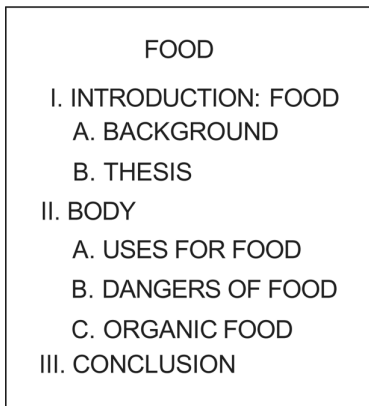 FOOD
I. INTRODUCTION: FOOD
A. BACKGROUND
B. THESIS
II. BODY
A. USES FOR FOOD
B. DANGERS OF FOOD
C. ORGANIC FOOD
III. CONCLUSION